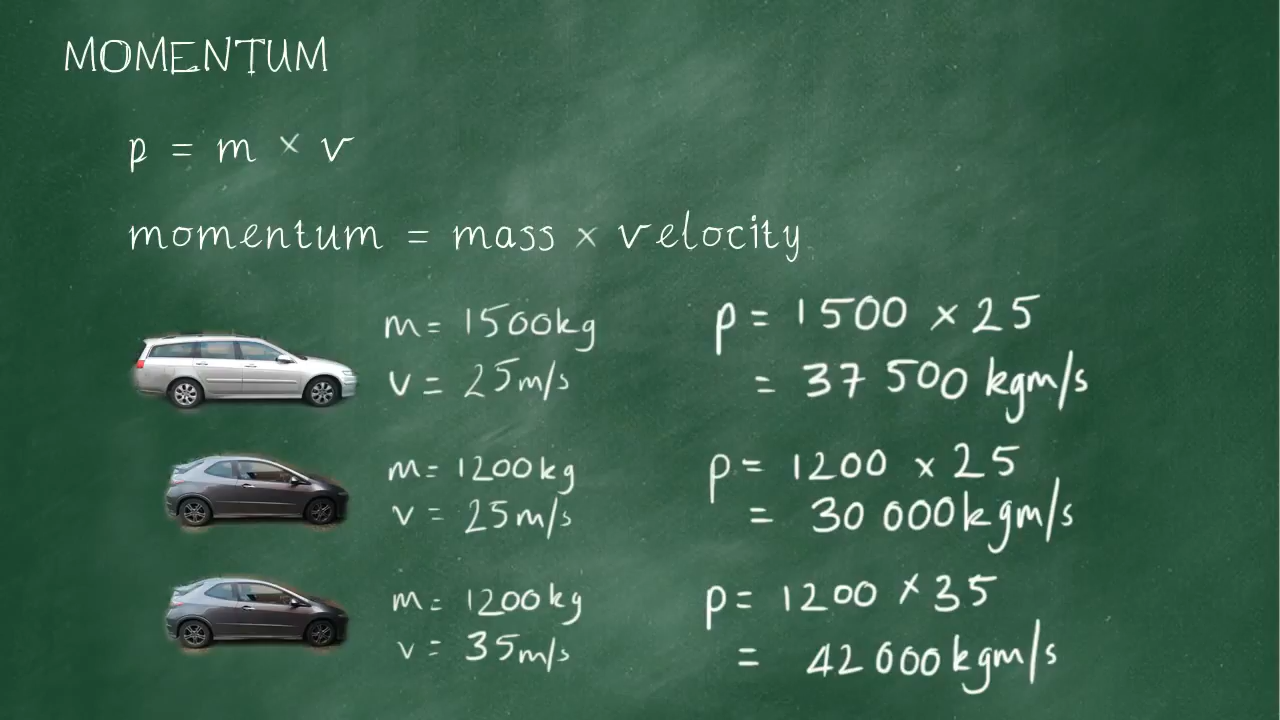 MOMENTUM
p = m × v
momentum = mass × velocity
m = 1500kg
v = 25m/s
p = 1500 × 25
= 37 500 kgm/s
m = 1200kg
v = 25m/s
p = 1200 × 25
= 30 000kgm/s
m = 1200kg
v = 35m/s
p = 1200 × 35
= 42 000kgm/s